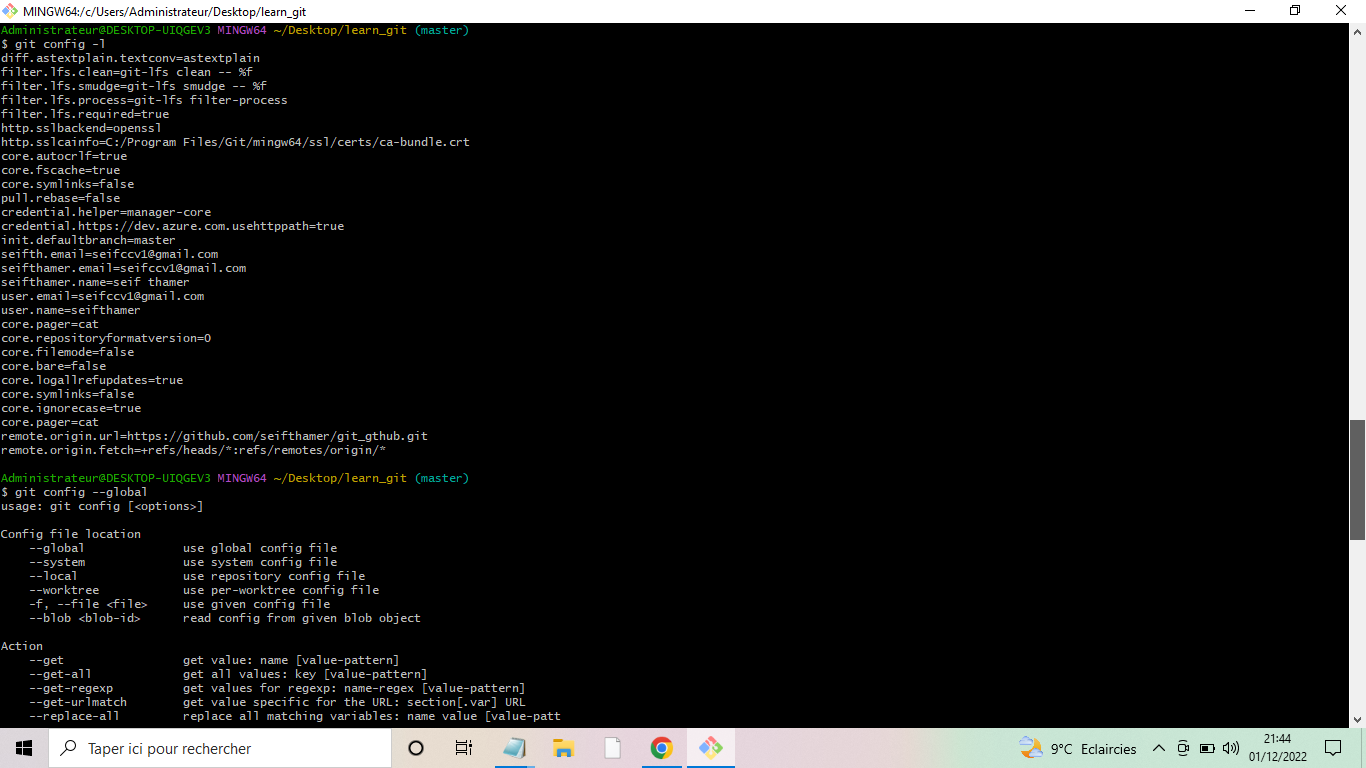 MINGW64:/c/Users/Administrateur/Desktop/learn_git
Administrateur@DESKTOP-UIQGEV3 MINGW64 ~/Desktop/learn_git (master)
$ git config -l
diff.astextplain.textconv=astextplain
filter.lfs.clean=git-lfs clean -- %f
filter.lfs.smudge=git-lfs smudge -- %f
filter.lfs.process=git-lfs filter-process
filter.lfs.required=true
http.sslbackend=openssl
http.sslcainfo=C:/Program Files/Git/mingw64/ssl/certs/ca-bundle.crt
core.autocrlf=true
core.fscache=true
core.symlinks=false
pull.rebase=false
credential.helper=manager-core
credential.https://dev.azure.com.usehttppath=true
init.defaultbranch=master
seifth.email=seifccv1@gmail.com
seifthamer.email=seifccv1@gmail.com
seifthamer.name=seif thamer
user.email=seifccv1@gmail.com
user.name=seifthamer
core.pager=cat
core.repositoryformatversion=0
core.filemode=false
core.bare=false
core.logallrefupdates=true
core.symlinks=false
core.ignorecase=true
core.pager=cat
remote.origin.url=https://github.com/seifthamer/git_gthub.git
remote.origin.fetch=+refs/heads/*:refs/remotes/origin/*
Administrateur@DESKTOP-UIQGEV3 MINGW64 ~/Desktop/learn_git (master)
$ git config --global
usage: git config [<options>]
Config file location
--global use global config file
--system use system config file
--local use repository config file
--worktree use per-worktree config file
-f, --file <file> use given config file
--blob <blob-id> read config from given blob object
Action
--get get value: name [value-pattern]
--get-all get all values: key [value-pattern]
--get-regexp get values for regexp: name-regex [value-pattern]
--get-urlmatch get value specific for the URL: section[.var] URL
--replace-all replace all matching variables: name value [value-patt
Taper ici pour rechercher
9°C Eclaircies
21:44
01/12/2022